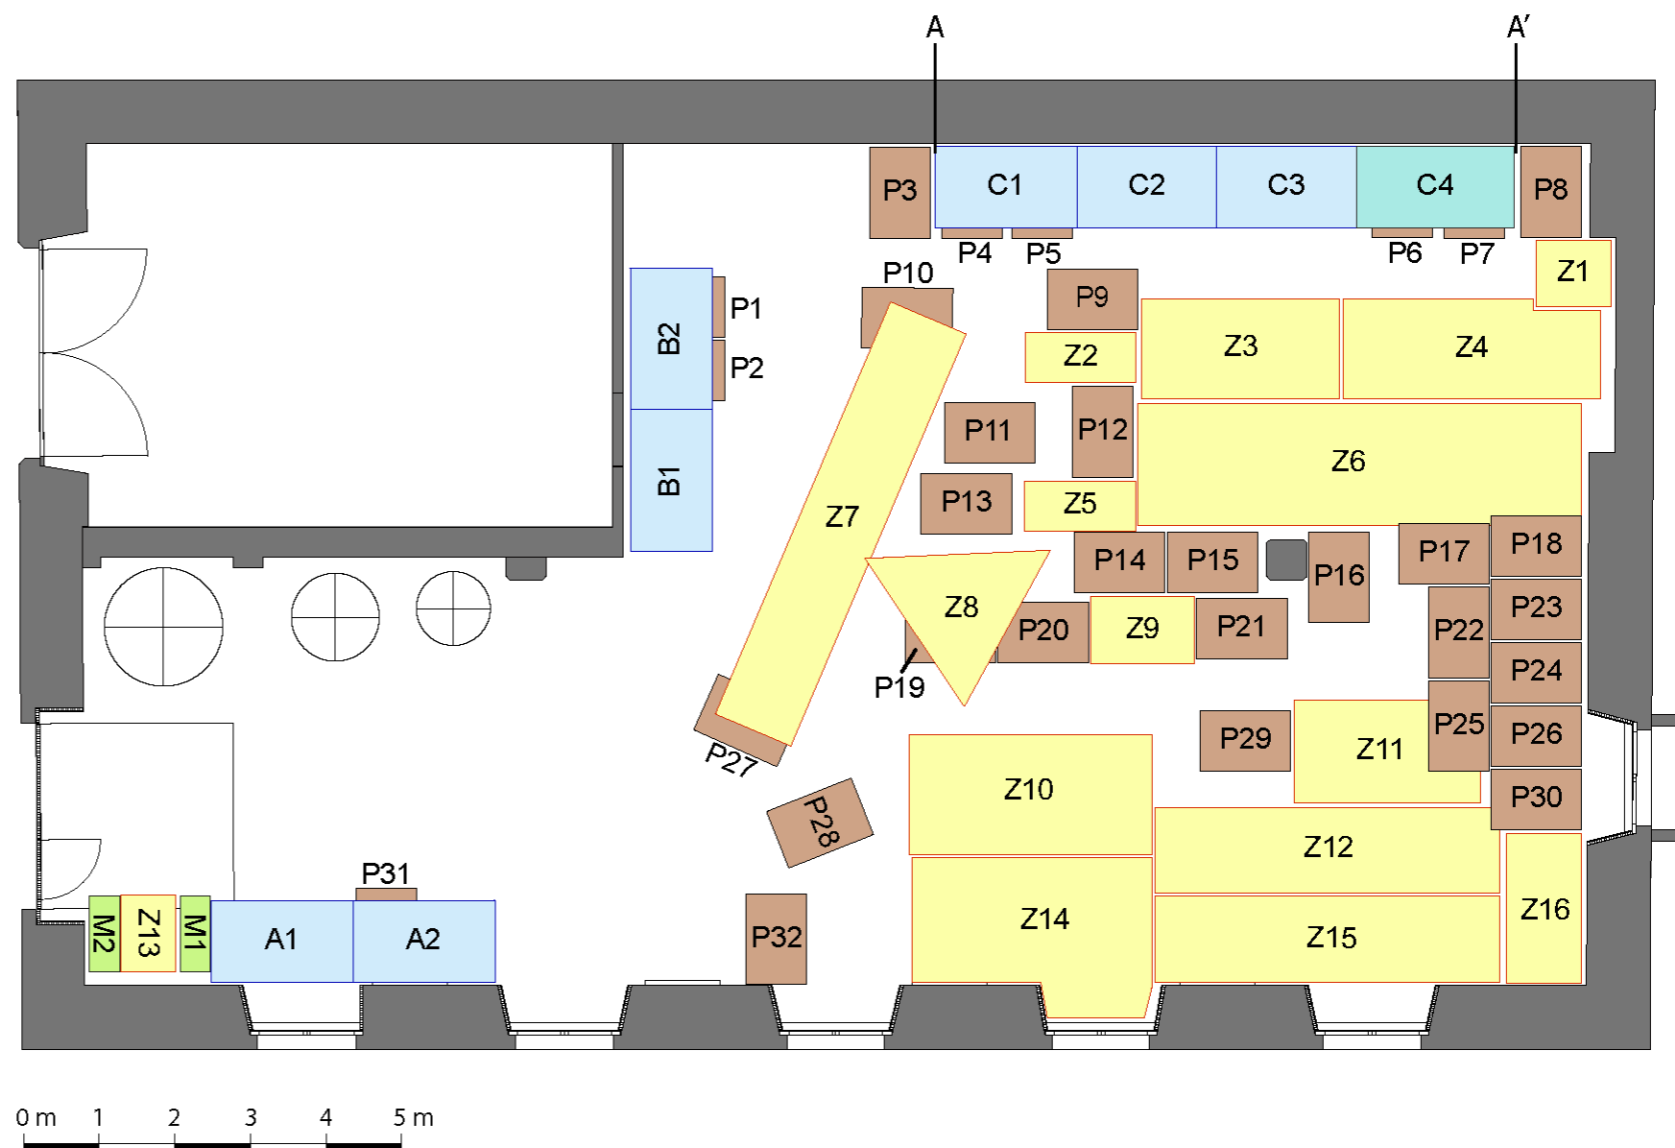 A A′
P3 C1 C2 C3 C4 P8
P4 P5 P6 P7
Z1
P10 P9
B2 P1
P2
Z2 Z3 Z4
P11 P12
Z6
B1 P13 Z5
Z7
P14 P15 P16 P17 P18
Z8 P20 Z9 P21 P22 P23
P19 P24
P27 P29 Z11 P25 P26
Z10 P30
P28
Z12
P31
M2 Z13 M1 A1 A2 P32 Z14 Z15 Z16
0 m 1 2 3 4 5 m